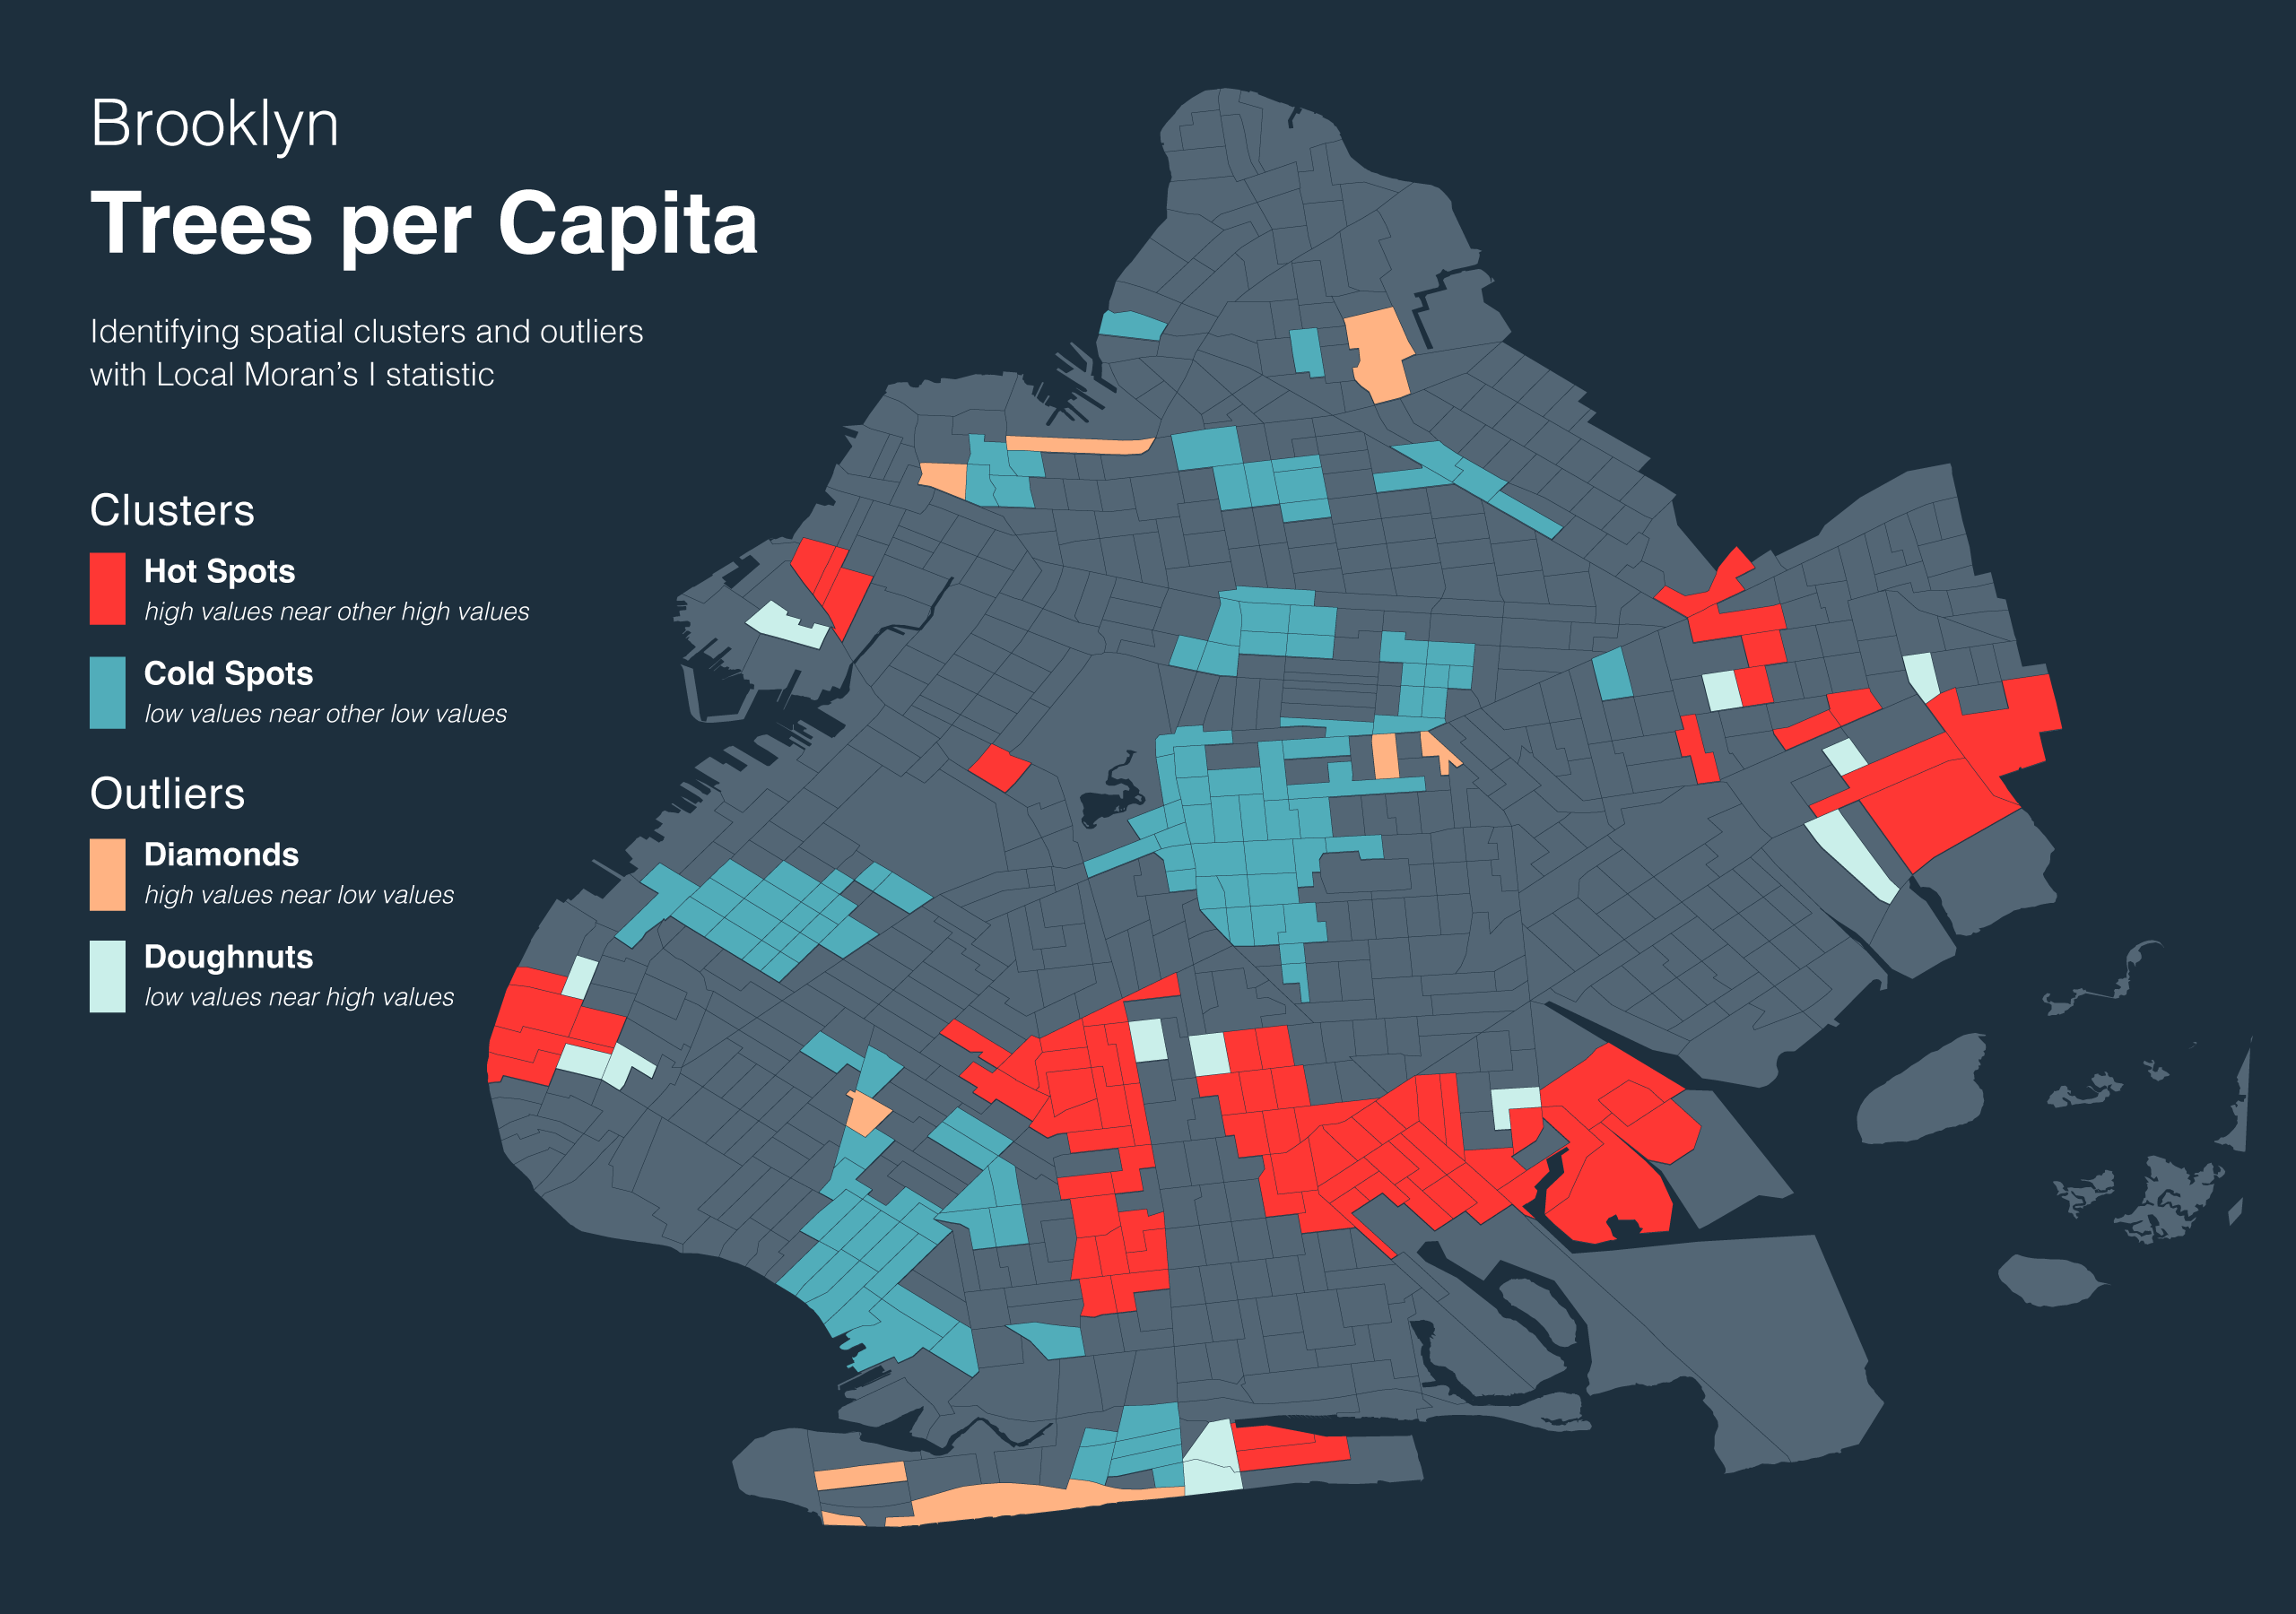 Brooklyn
Trees per Capita
Identifying spatial clusters and outliers
with Local Moran’s I statistic
Clusters
Hot Spots
high values near other high values
Cold Spots
low values near other low values
Outliers
Diamonds
high values near low values
Doughnuts
low values near high values